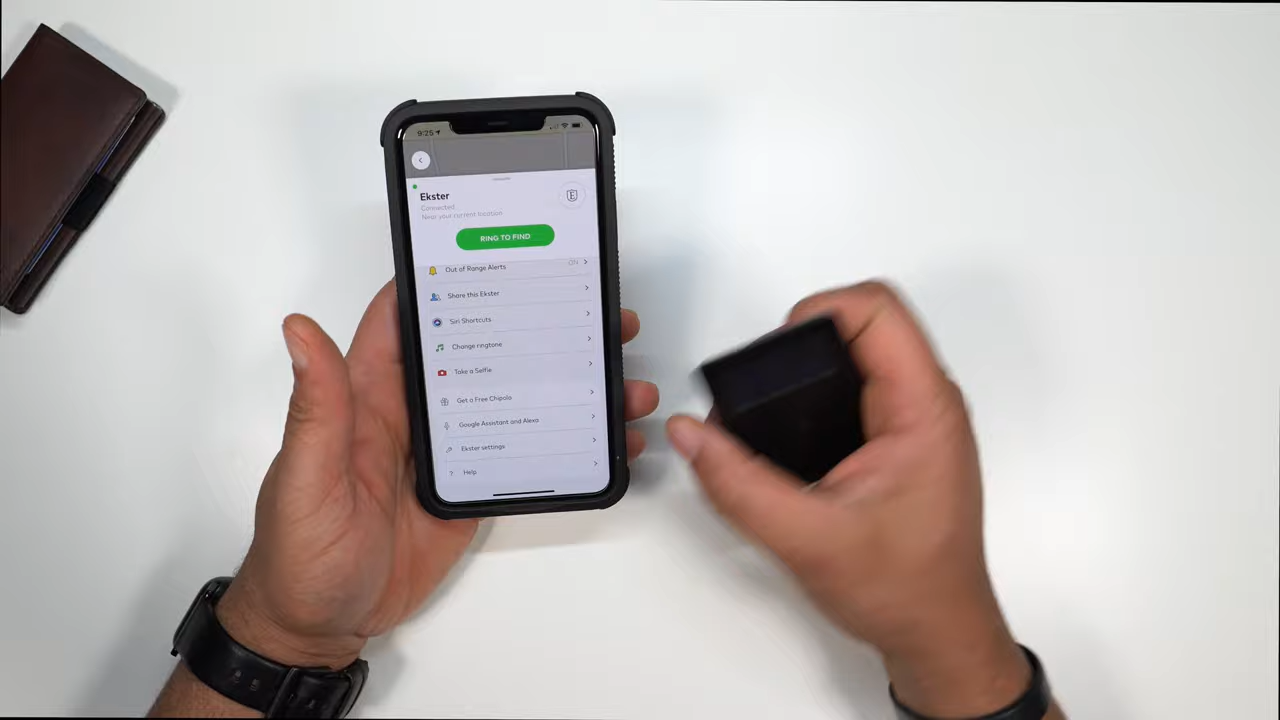 9:25
Ekster
Connected
Near your current location
RING TO FIND
Out of Range Alerts ON
Share this Ekster
Siri Shortcuts
Change ringtone
Take a Selfie
Get a Free Chipolo
Google Assistant and Alexa
Ekster settings
? Help